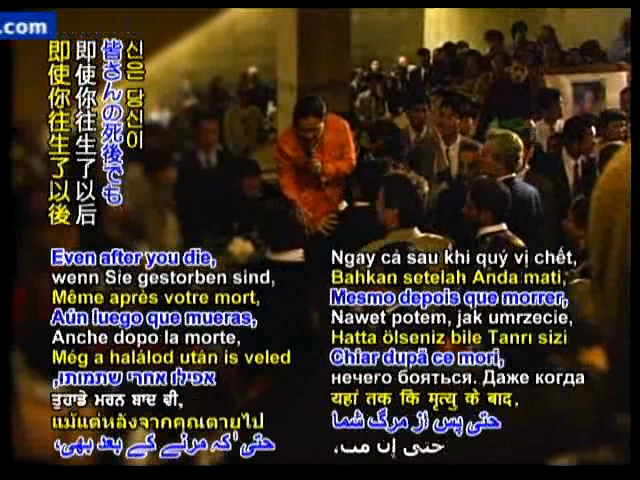 s.com
신은 당신이
皆さんの死後でも
即使你往生了以后
即使你往生了以後
Even after you die,
wenn Sie gestorben sind,
Même après votre mort,
Aún luego que mueras,
Anche dopo la morte,
Még a halálod után is veled
אפילו אחרי שתמותו,
ਤੁਹਾਡੇ ਮਰਨ ਬਾਦ ਵੀ,
แม้แต่หลังจากคุณตายไป
حتیٰ کہ مرنے کے بعد بھی،
Ngay cả sau khi quý vị chết,
Bahkan setelah Anda mati,
Mesmo depois que morrer,
Nawet potem, jak umrzecie,
Hatta ölseniz bile Tanrı sizi
Chiar după ce mori,
нечего бояться. Даже когда
यहां तक कि मृत्यु के बाद,
حتی پس از مرگ شما
حتى إن مت،